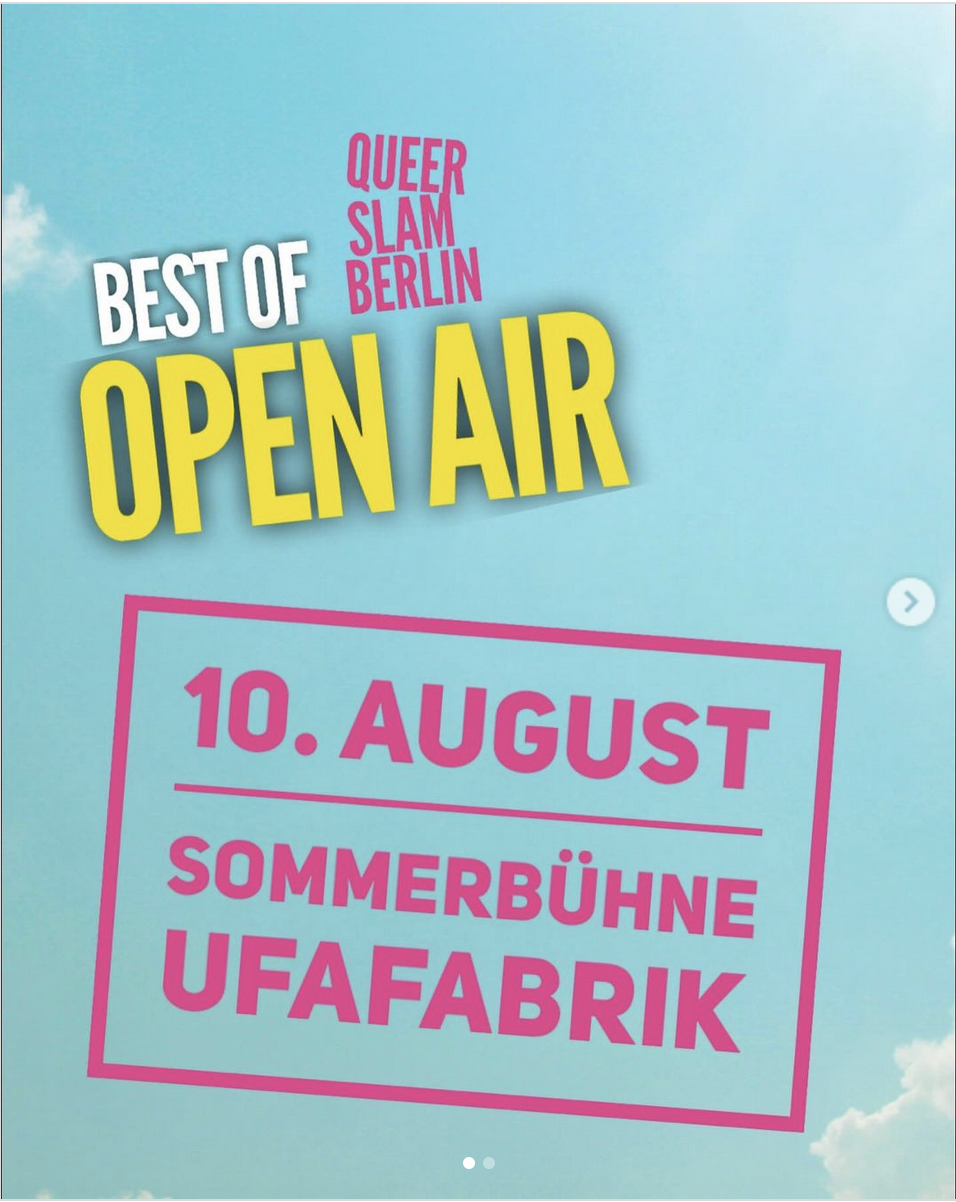 QUEER
SLAM
BERLIN
BEST OF
OPEN AIR
10. AUGUST
SOMMERBÜHNE
UFAFABRIK